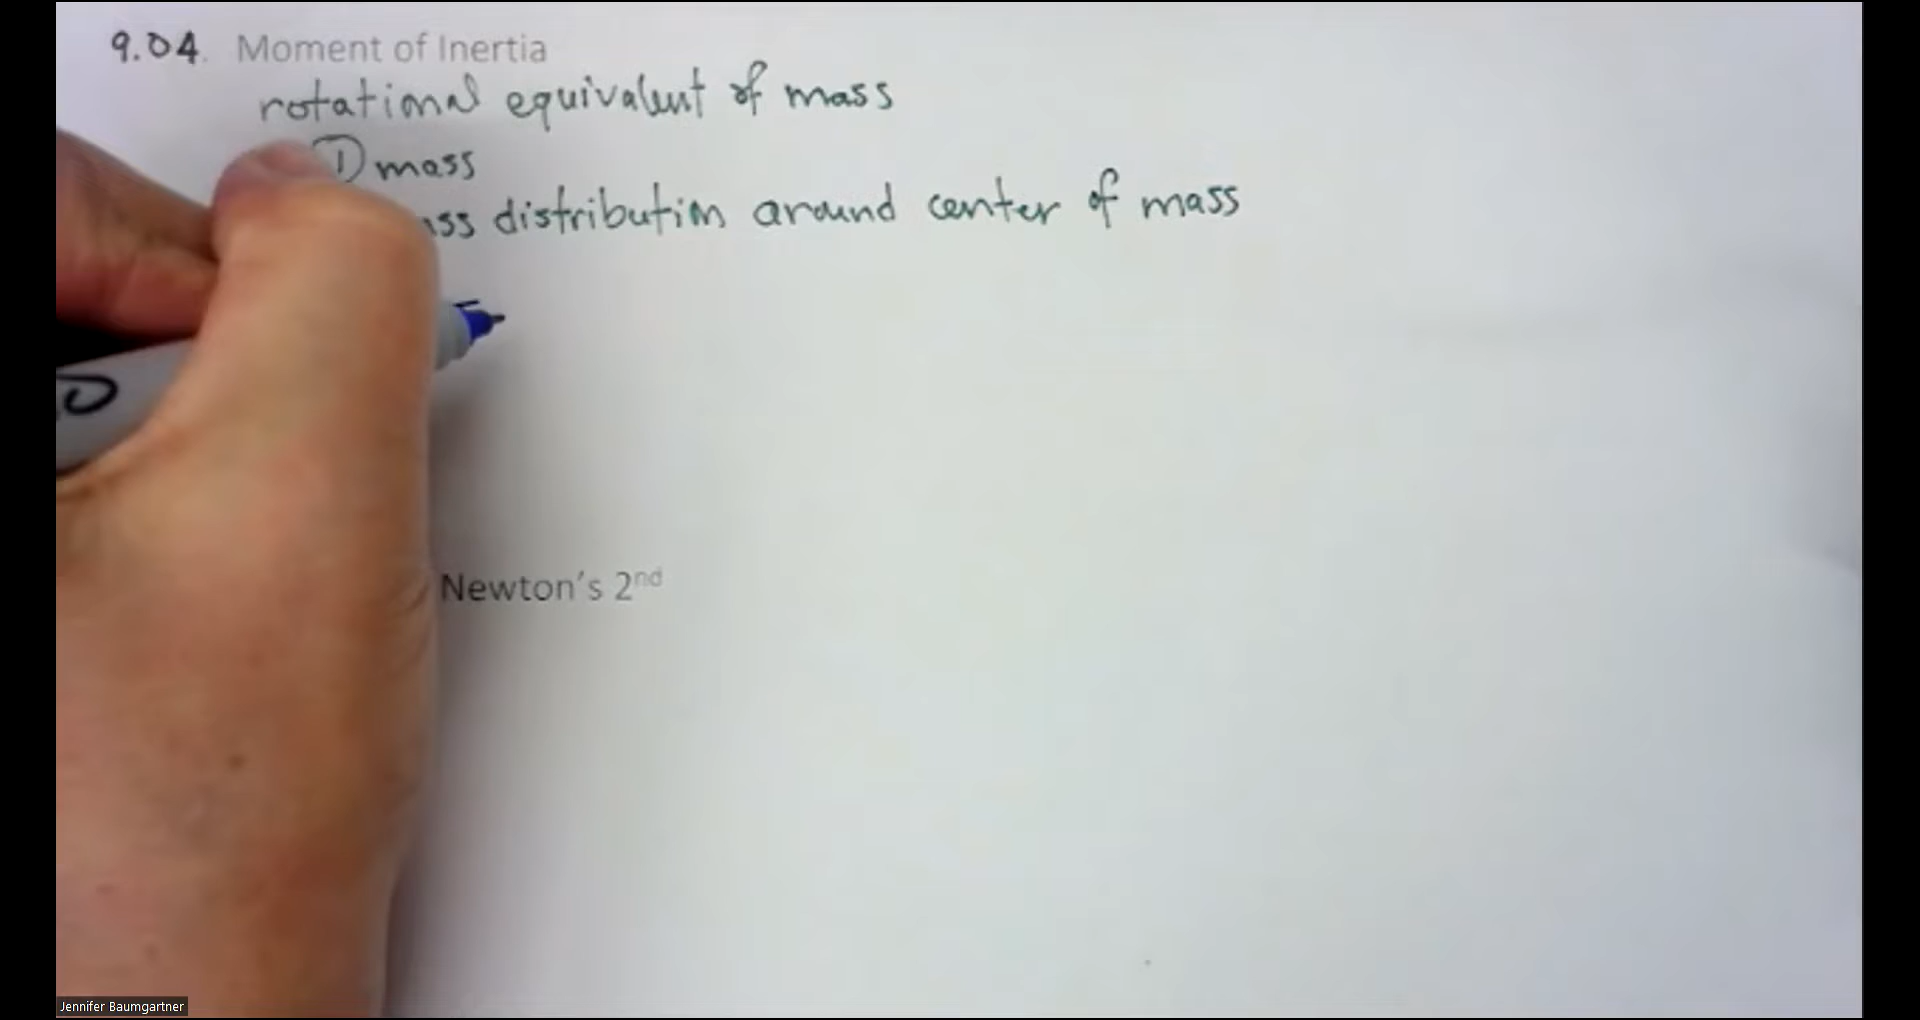 9.04. Moment of Inertia
rotational equivalent of mass
① mass
distribution around center of mass
Newton's 2nd
Jennifer Baumgartner